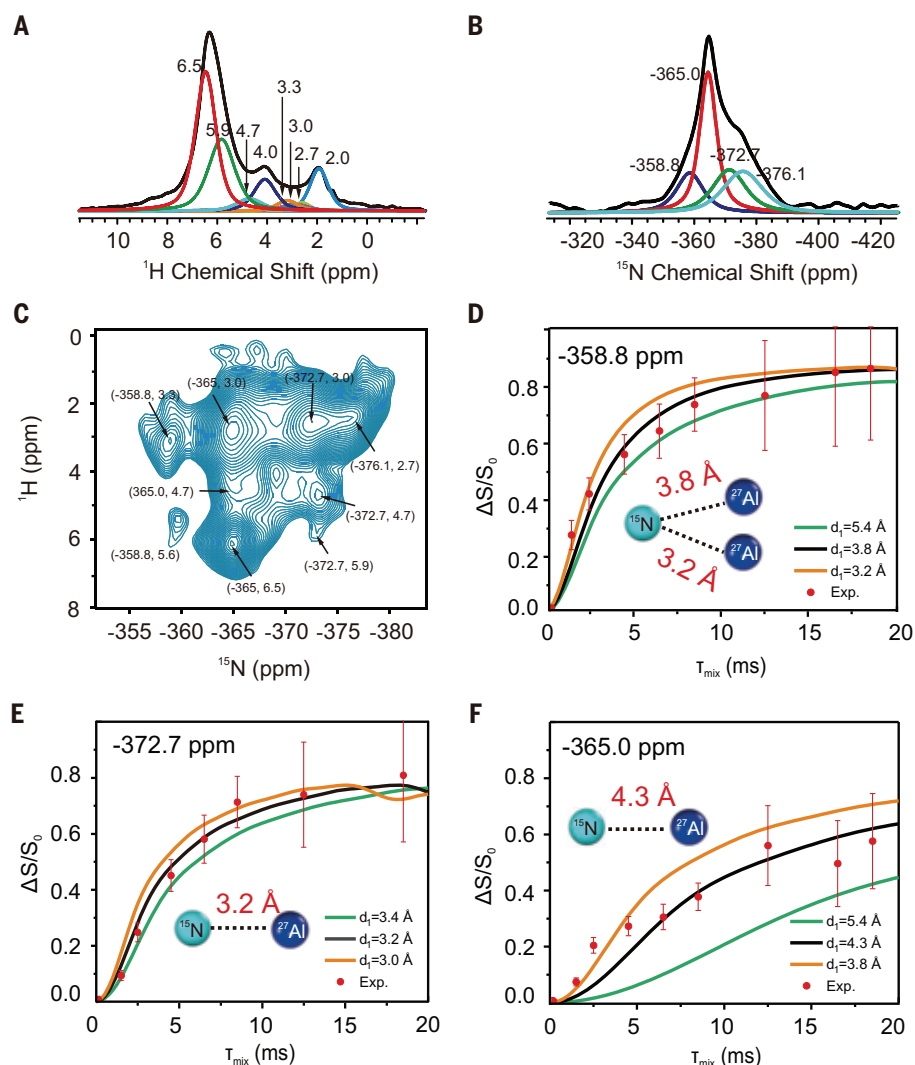 A
6.5
5.9
4.7
4.0
3.3
3.0
2.7
2.0
10 8 6 4 2 0
¹H Chemical Shift (ppm)
B
-365.0
-358.8
-372.7
-376.1
-320 -340 -360 -380 -400 -420
¹⁵N Chemical Shift (ppm)
C
0
2
4
6
8
¹H (ppm)
(-358.8, 3.3)
(-365, 3.0)
(-372.7, 3.0)
(-376.1, 2.7)
(365.0, 4.7)
(-372.7, 4.7)
(-358.8, 5.6)
(-365, 6.5)
(-372.7, 5.9)
-355 -360 -365 -370 -375 -380
¹⁵N (ppm)
D
-358.8 ppm
ΔS/S₀
0.8
0.6
0.4
0.2
0.0
3.8 Å
¹⁵N
²⁷Al
²⁷Al
3.2 Å
d₁=5.4 Å
d₁=3.8 Å
d₁=3.2 Å
Exp.
0 5 10 15 20
τmix (ms)
E
-372.7 ppm
ΔS/S₀
0.8
0.6
0.4
0.2
0.0
3.2 Å
¹⁵N
²⁷Al
d₁=3.4 Å
d₁=3.2 Å
d₁=3.0 Å
Exp.
0 5 10 15 20
τmix (ms)
F
-365.0 ppm
ΔS/S₀
0.8
0.6
0.4
0.2
0.0
4.3 Å
¹⁵N
²⁷Al
d₁=5.4 Å
d₁=4.3 Å
d₁=3.8 Å
Exp.
0 5 10 15 20
τmix (ms)